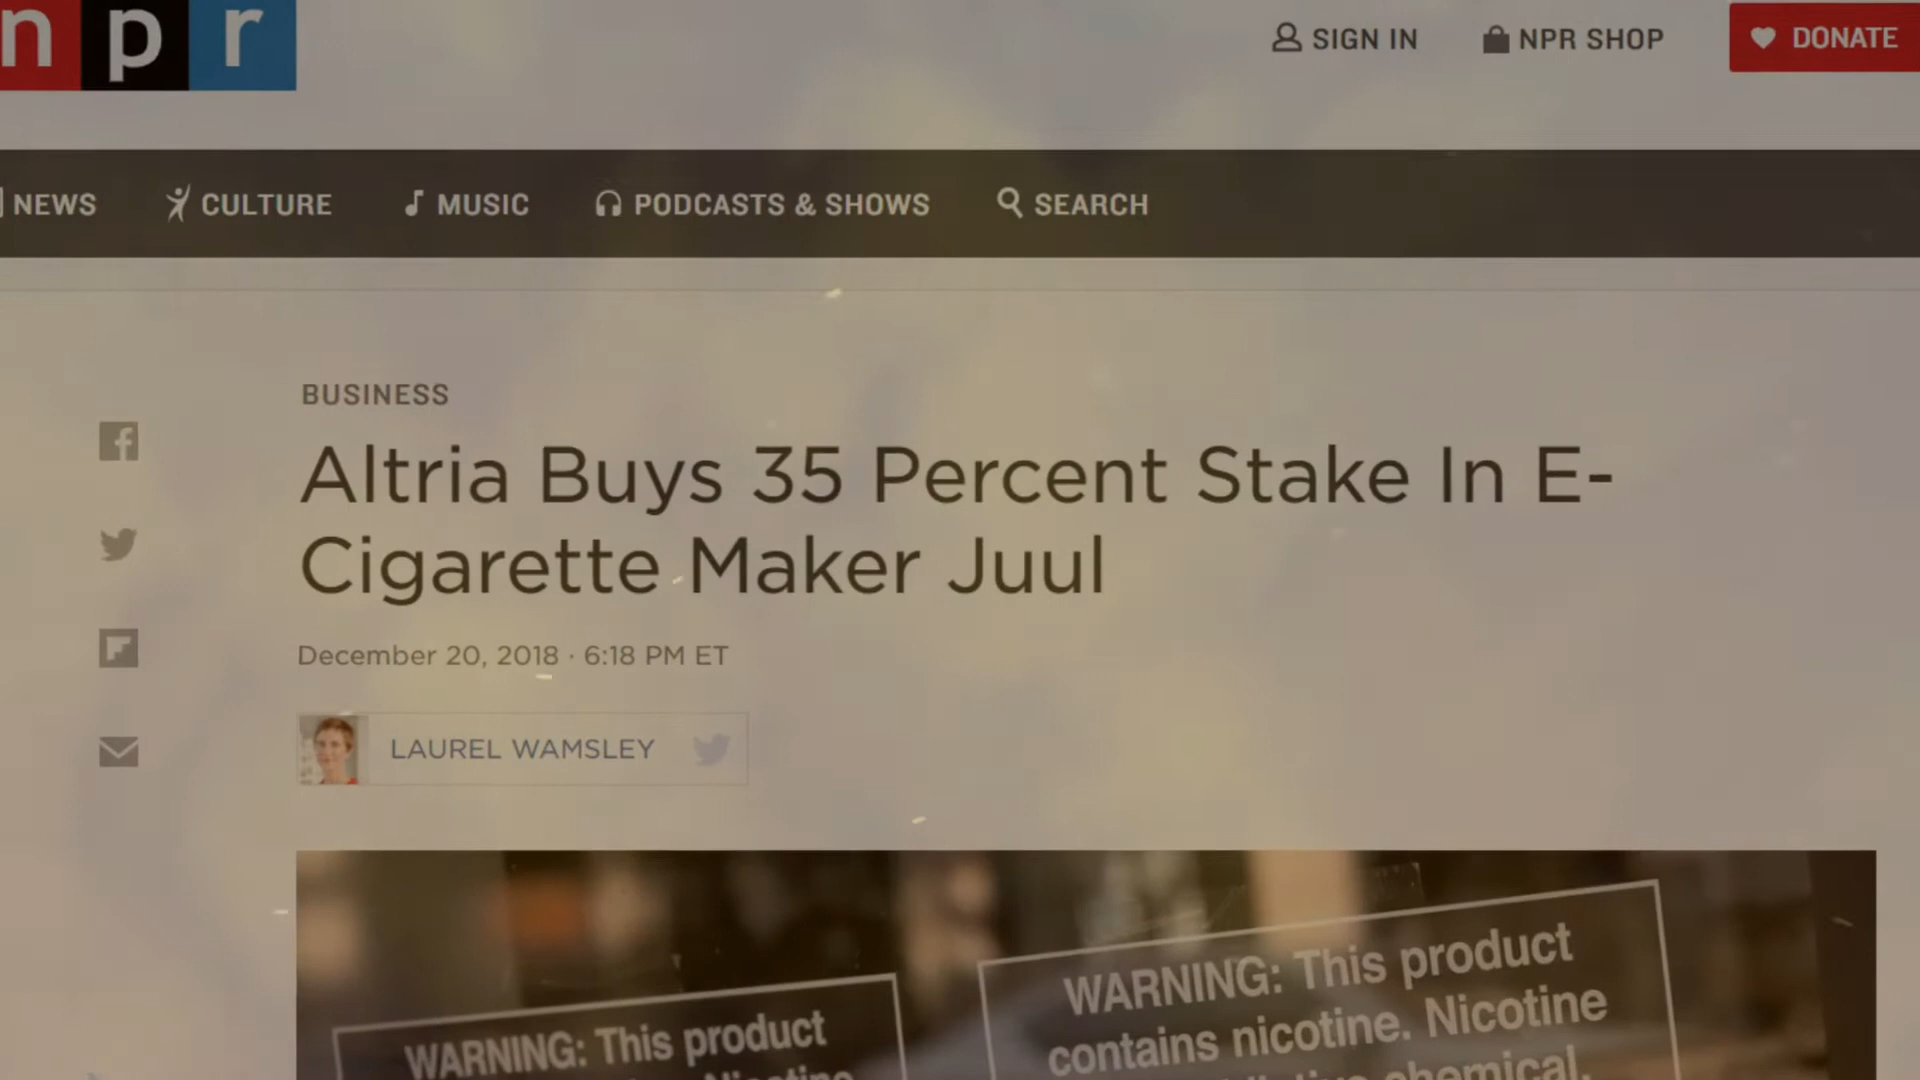 npr
SIGN IN
NPR SHOP
DONATE
NEWS
CULTURE
MUSIC
PODCASTS & SHOWS
SEARCH
BUSINESS
Altria Buys 35 Percent Stake In E-
Cigarette Maker Juul
December 20, 2018 · 6:18 PM ET
LAUREL WAMSLEY
WARNING: This product
WARNING: This product
contains nicotine. Nicotine
chemical.